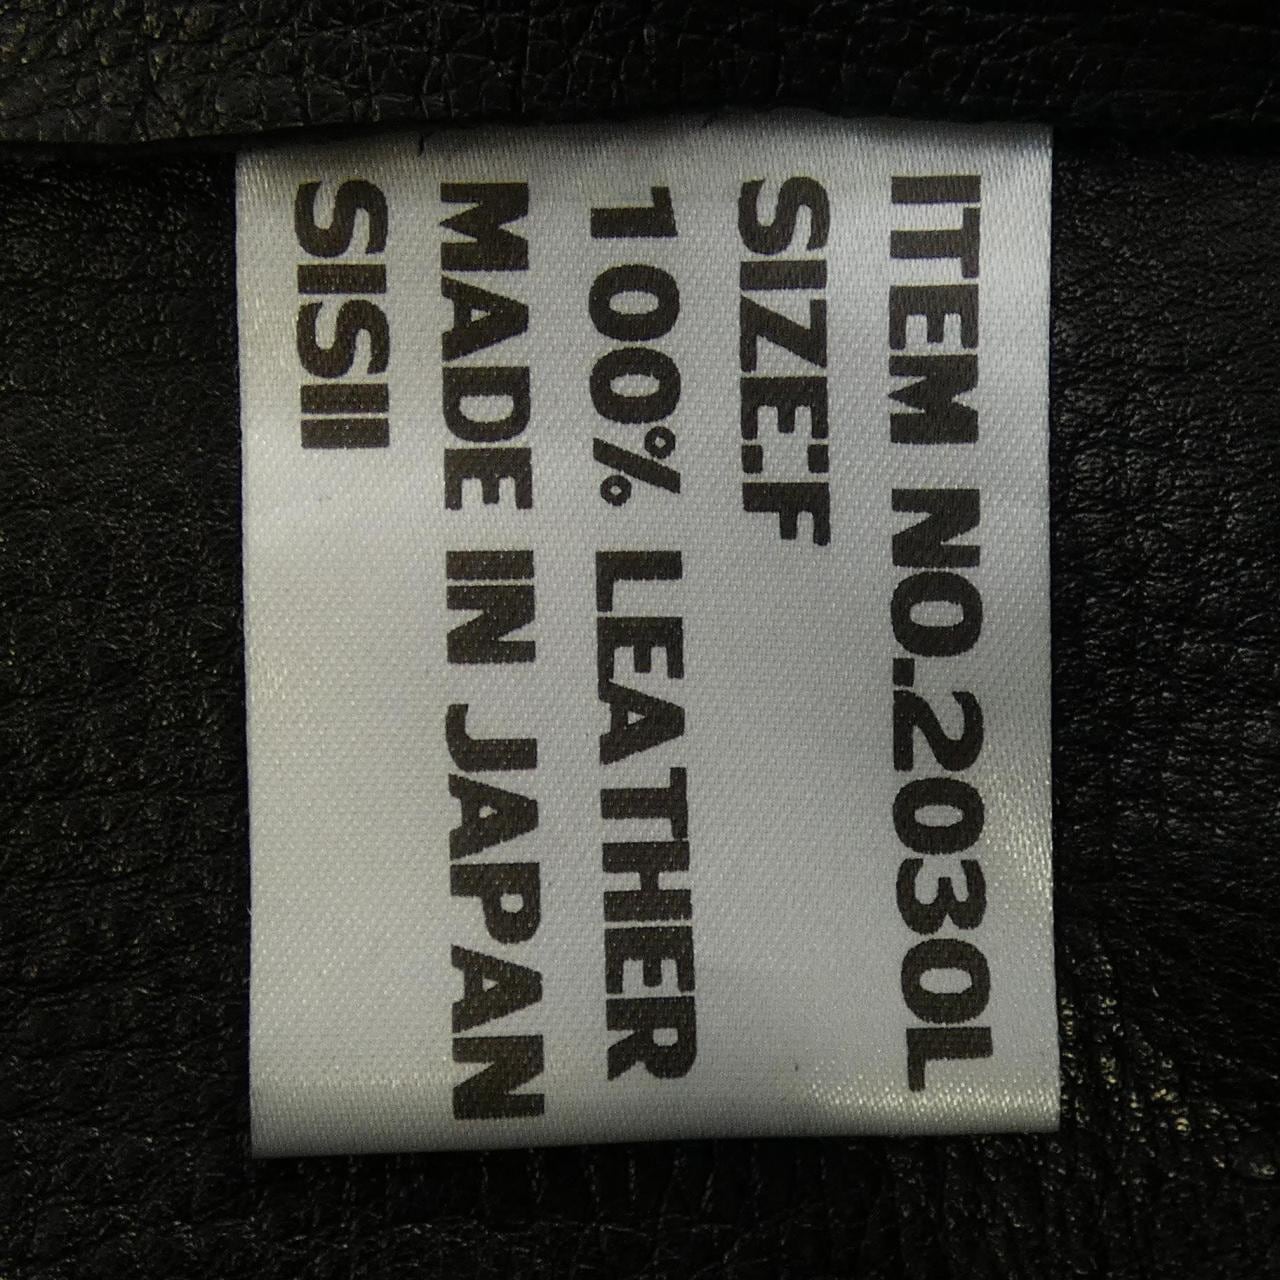 ITEM NO.2030L
SIZE:F
100% LEATHER
MADE IN JAPAN
SISII